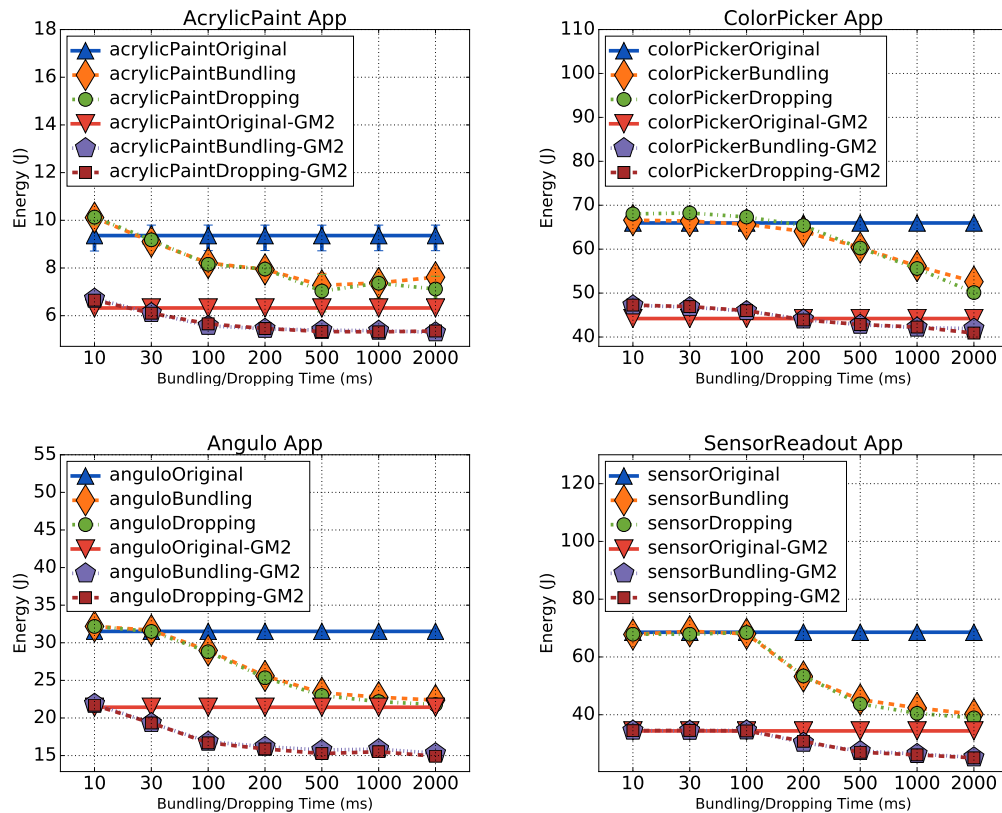 AcrylicPaint App
18
16
14
12
10
8
6
Energy (J)
acrylicPaintOriginal
acrylicPaintBundling
acrylicPaintDropping
acrylicPaintOriginal-GM2
acrylicPaintBundling-GM2
acrylicPaintDropping-GM2
10 30 100 200 500 1000 2000
Bundling/Dropping Time (ms)
ColorPicker App
110
100
90
80
70
60
50
40
Energy (J)
colorPickerOriginal
colorPickerBundling
colorPickerDropping
colorPickerOriginal-GM2
colorPickerBundling-GM2
colorPickerDropping-GM2
10 30 100 200 500 1000 2000
Bundling/Dropping Time (ms)
Angulo App
55
50
45
40
35
30
25
20
15
Energy (J)
anguloOriginal
anguloBundling
anguloDropping
anguloOriginal-GM2
anguloBundling-GM2
anguloDropping-GM2
10 30 100 200 500 1000 2000
Bundling/Dropping Time (ms)
SensorReadout App
120
100
80
60
40
Energy (J)
sensorOriginal
sensorBundling
sensorDropping
sensorOriginal-GM2
sensorBundling-GM2
sensorDropping-GM2
10 30 100 200 500 1000 2000
Bundling/Dropping Time (ms)